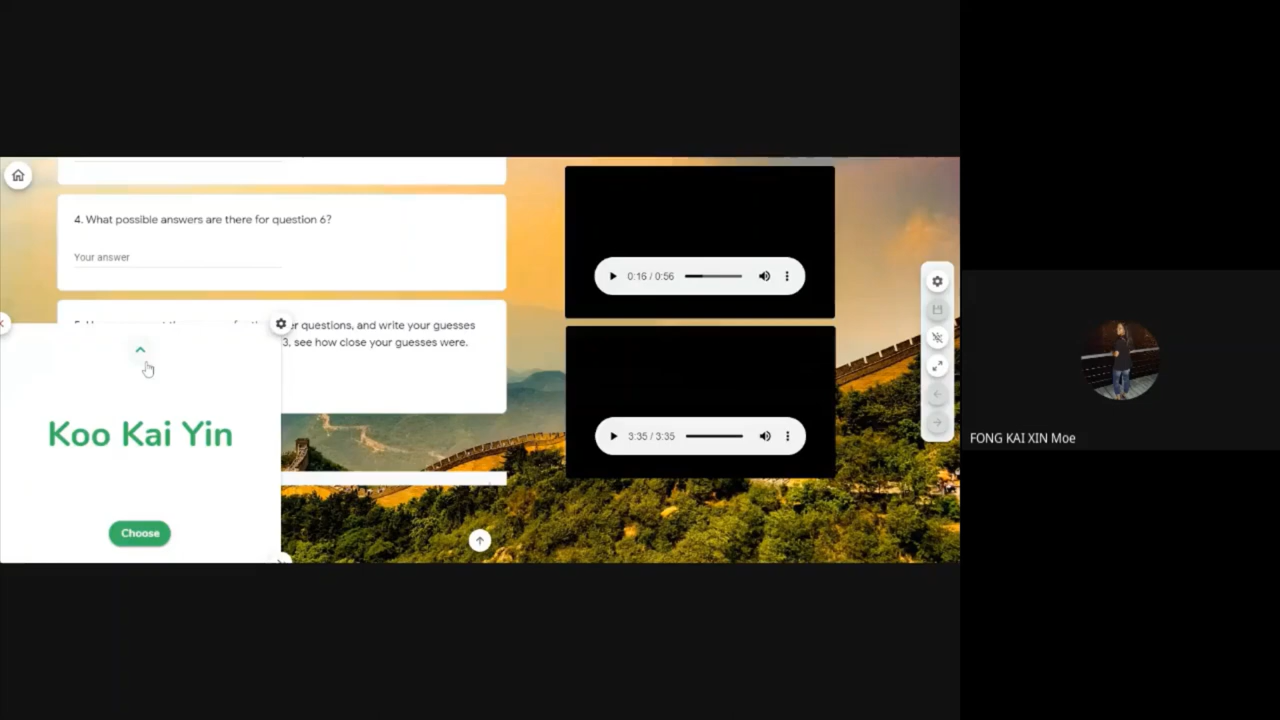 4. What possible answers are there for question 6?
Your answer
er questions, and write your guesses
3, see how close your guesses were.
Koo Kai Yin
Choose
0:16 / 0:56
3:35 / 3:35
FONG KAI XIN Moe